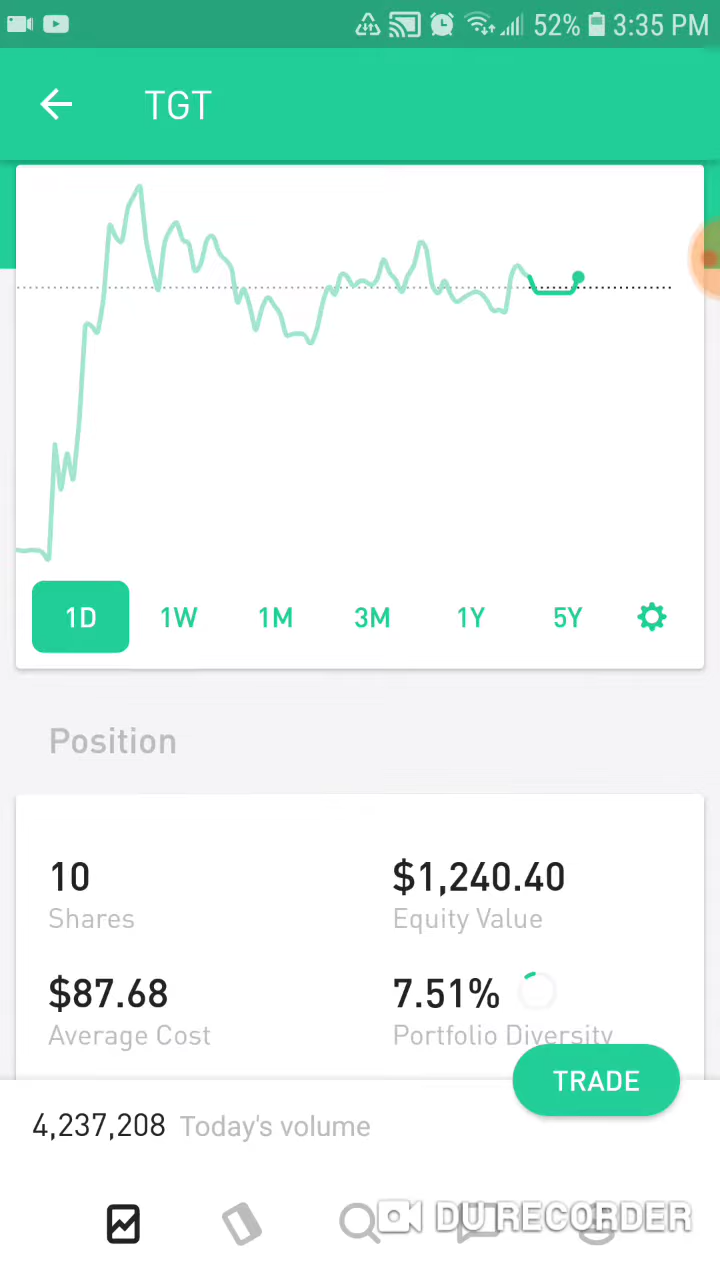 52% 3:35 PM
TGT
1D 1W 1M 3M 1Y 5Y
Position
10 $1,240.40
Shares Equity Value
$87.68 7.51%
Average Cost Portfolio Diversity
TRADE
4,237,208 Today's volume
DU RECORDER